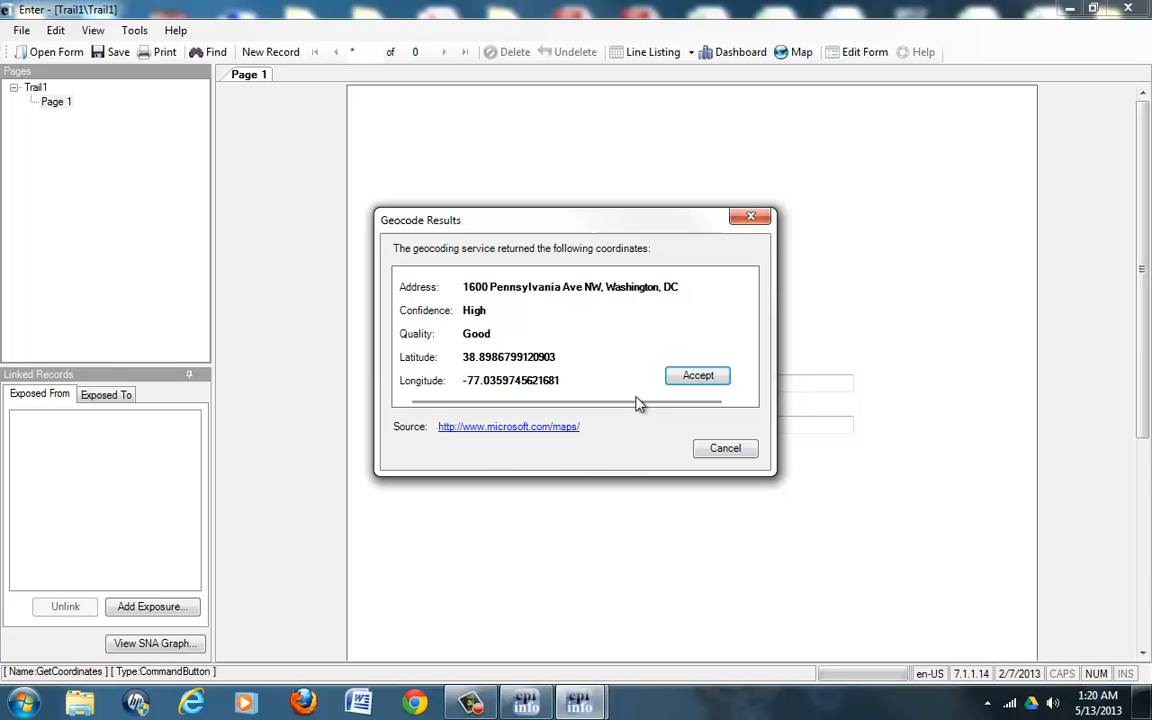 Enter - [Trail1\Trail1]
File Edit View Tools Help
Open Form Save Print Find New Record * of 0 Delete Undelete Line Listing Dashboard Map Edit Form Help
Pages
Page 1
Trail1
Page 1
Geocode Results
The geocoding service returned the following coordinates:
Address: 1600 Pennsylvania Ave NW, Washington, DC
Confidence: High
Quality: Good
Latitude: 38.8986799120903
Longitude: -77.0359745621681
Accept
Source: http://www.microsoft.com/maps/
Cancel
Linked Records
Exposed From Exposed To
Unlink Add Exposure...
View SNA Graph...
[ Name:GetCoordinates ] [ Type:CommandButton ] en-US 7.1.1.14 2/7/2013 CAPS NUM INS
hp W epi info epi info
1:20 AM
5/13/2013